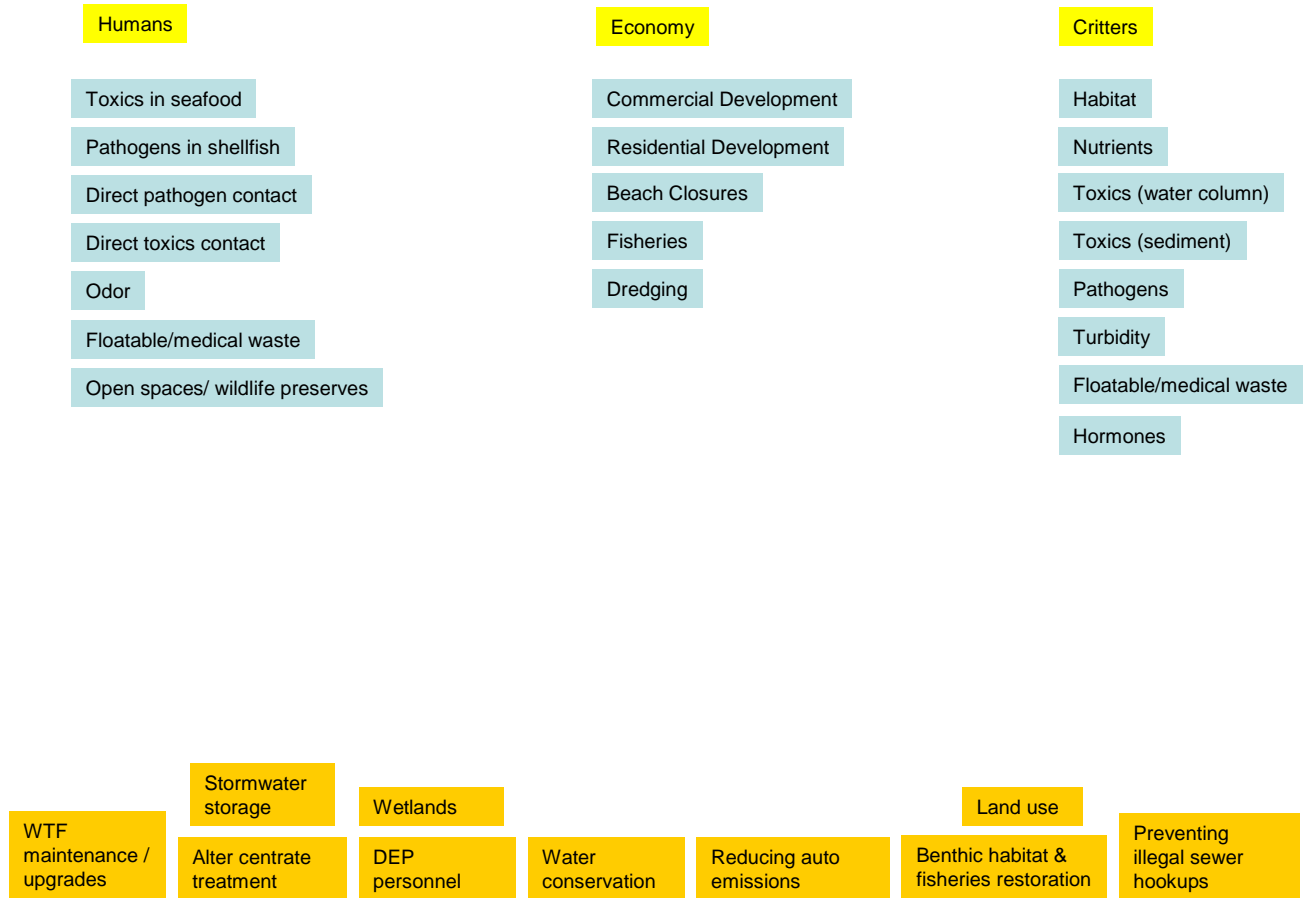 Humans
Economy
Critters
Toxics in seafood
Pathogens in shellfish
Direct pathogen contact
Direct toxics contact
Odor
Floatable/medical waste
Open spaces/ wildlife preserves
Commercial Development
Residential Development
Beach Closures
Fisheries
Dredging
Habitat
Nutrients
Toxics (water column)
Toxics (sediment)
Pathogens
Turbidity
Floatable/medical waste
Hormones
Stormwater
storage
Wetlands
Land use
WTF
maintenance /
upgrades
Alter centrate
treatment
DEP
personnel
Water
conservation
Reducing auto
emissions
Benthic habitat &
fisheries restoration
Preventing
illegal sewer
hookups